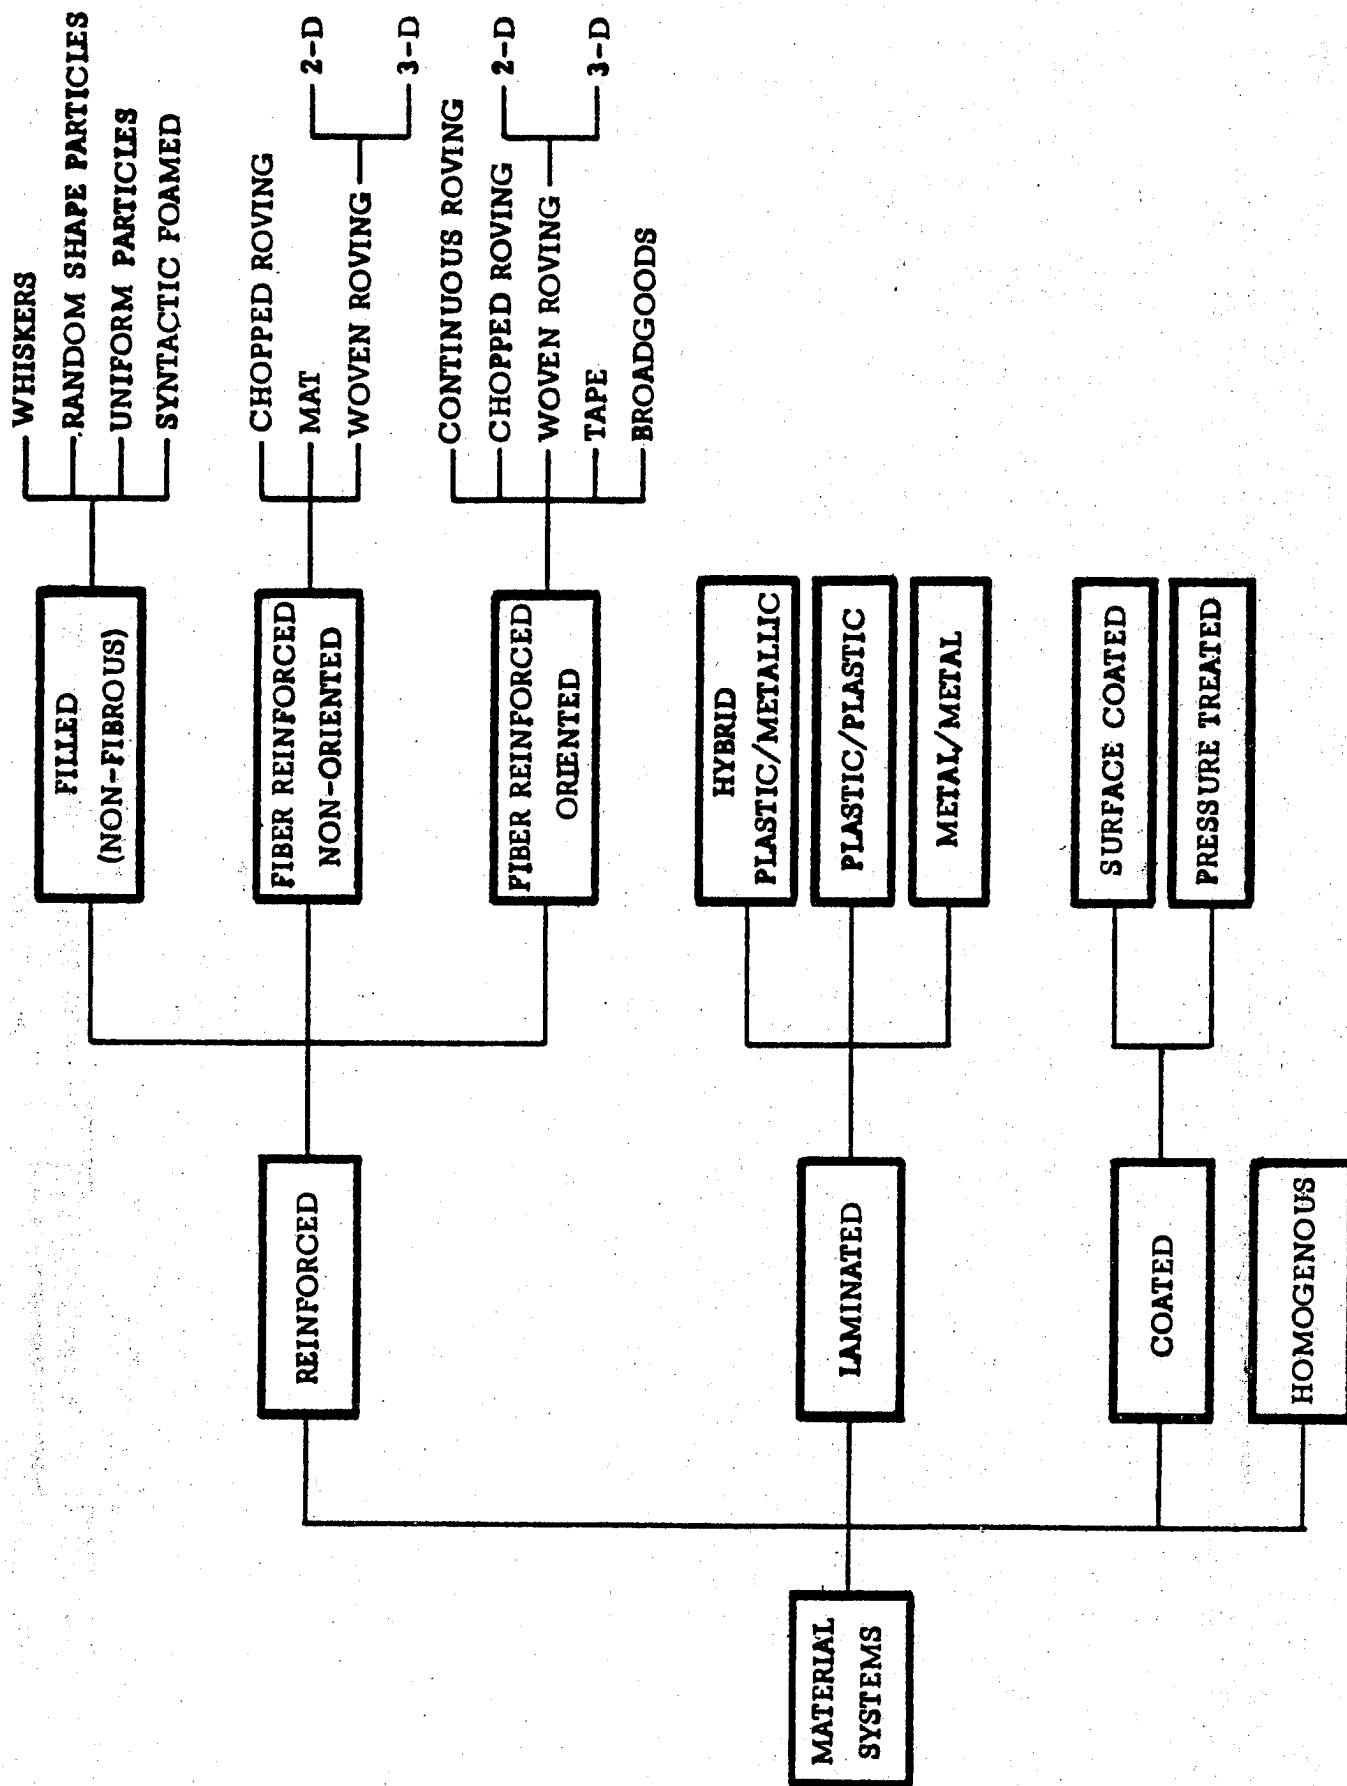 MATERIAL
SYSTEMS
REINFORCED
LAMINATED
COATED
HOMOGENOUS
FILLED
(NON-FIBROUS)
FIBER REINFORCED
NON-ORIENTED
FIBER REINFORCED
ORIENTED
HYBRID
PLASTIC/METALLIC
PLASTIC/PLASTIC
METAL/METAL
SURFACE COATED
PRESSURE TREATED
WHISKERS
RANDOM SHAPE PARTICLES
UNIFORM PARTICLES
SYNTACTIC FOAMED
CHOPPED ROVING
MAT
WOVEN ROVING
2-D
3-D
CONTINUOUS ROVING
CHOPPED ROVING
WOVEN ROVING
2-D
3-D
TAPE
BROADGOODS